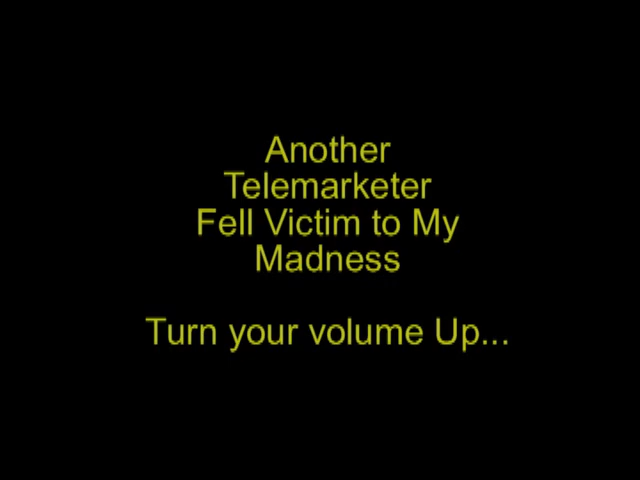 Another
Telemarketer
Fell Victim to My
Madness
Turn your volume Up...